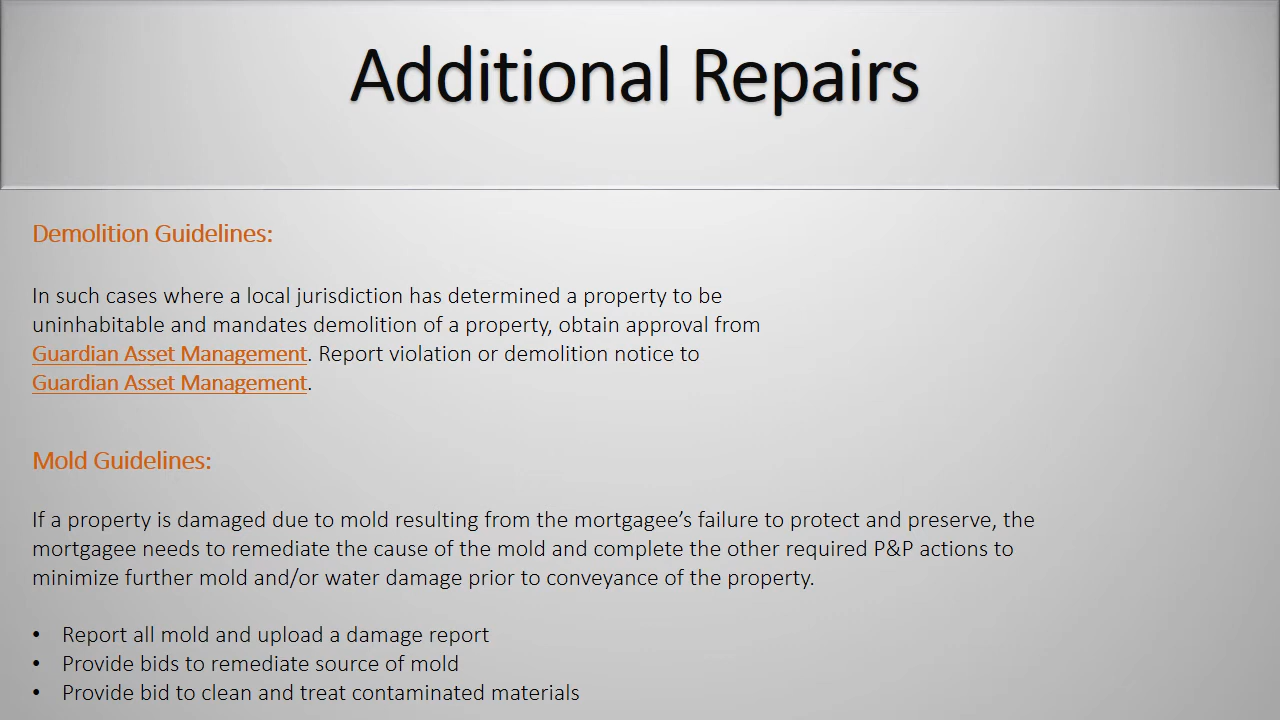 Additional Repairs
Demolition Guidelines:
In such cases where a local jurisdiction has determined a property to be
uninhabitable and mandates demolition of a property, obtain approval from
Guardian Asset Management. Report violation or demolition notice to
Guardian Asset Management.
Mold Guidelines:
If a property is damaged due to mold resulting from the mortgagee’s failure to protect and preserve, the
mortgagee needs to remediate the cause of the mold and complete the other required P&P actions to
minimize further mold and/or water damage prior to conveyance of the property.
• Report all mold and upload a damage report
• Provide bids to remediate source of mold
• Provide bid to clean and treat contaminated materials